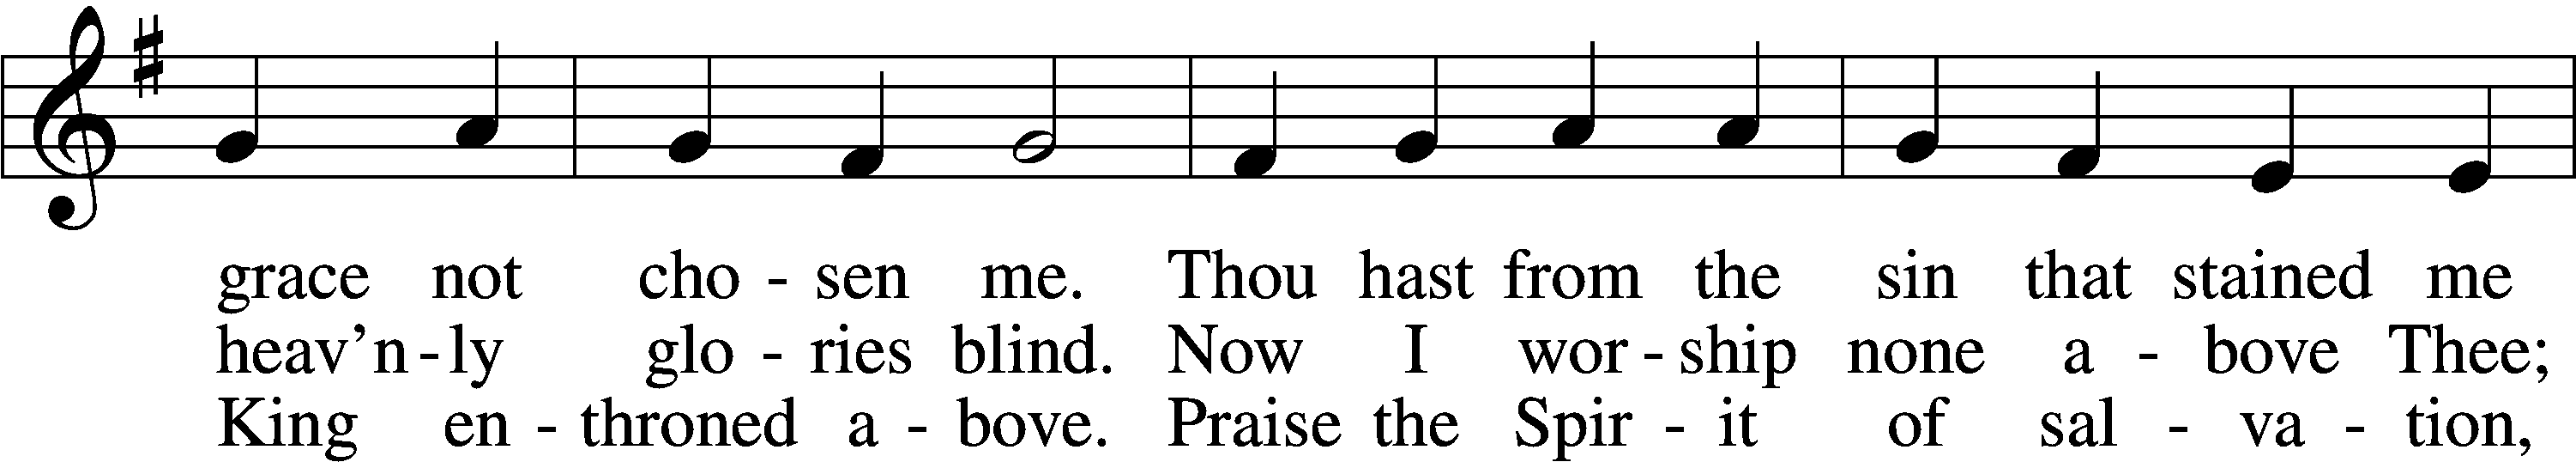 grace not cho - sen me. Thou hast from the sin that stained me
heav’n - ly glo - ries blind. Now I wor - ship none a - bove Thee;
King en - throned a - bove. Praise the Spir - it of sal - va - tion,